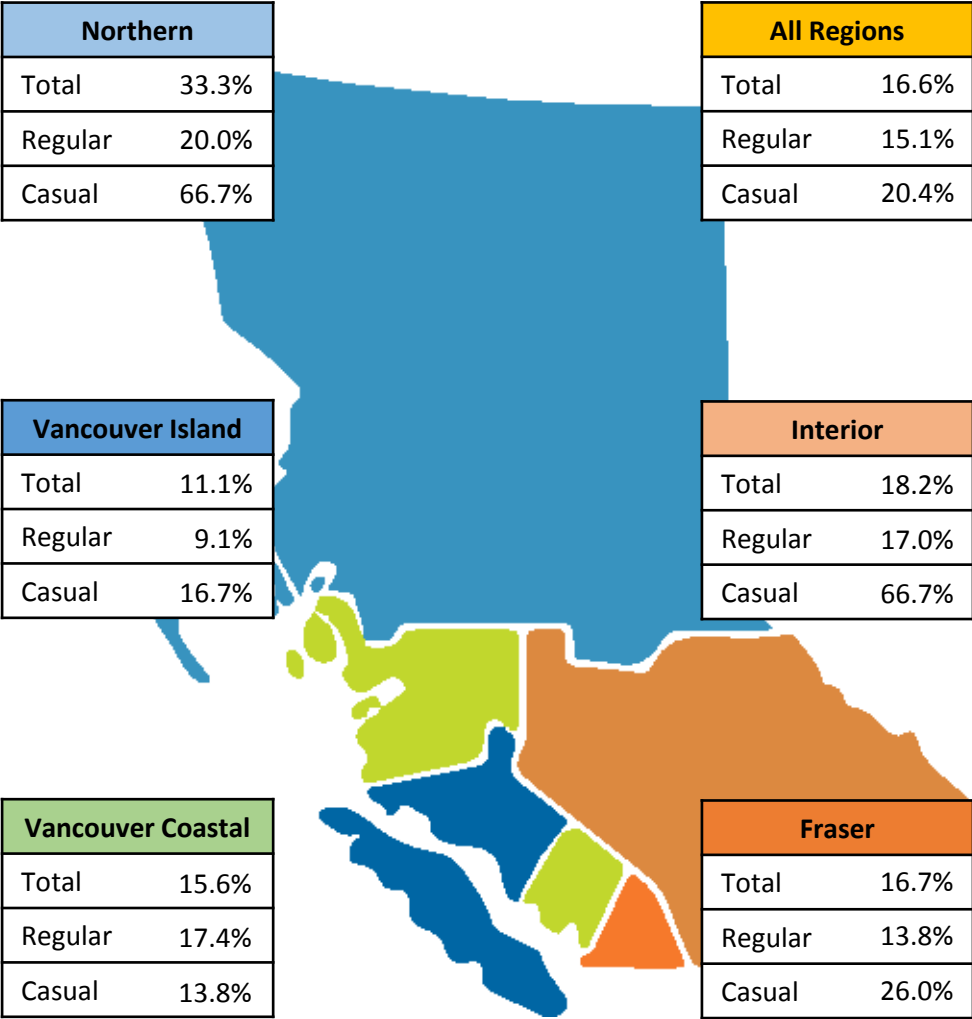 Northern
Total 33.3%
Regular 20.0%
Casual 66.7%
All Regions
Total 16.6%
Regular 15.1%
Casual 20.4%
Vancouver Island
Total 11.1%
Regular 9.1%
Casual 16.7%
Interior
Total 18.2%
Regular 17.0%
Casual 66.7%
Vancouver Coastal
Total 15.6%
Regular 17.4%
Casual 13.8%
Fraser
Total 16.7%
Regular 13.8%
Casual 26.0%